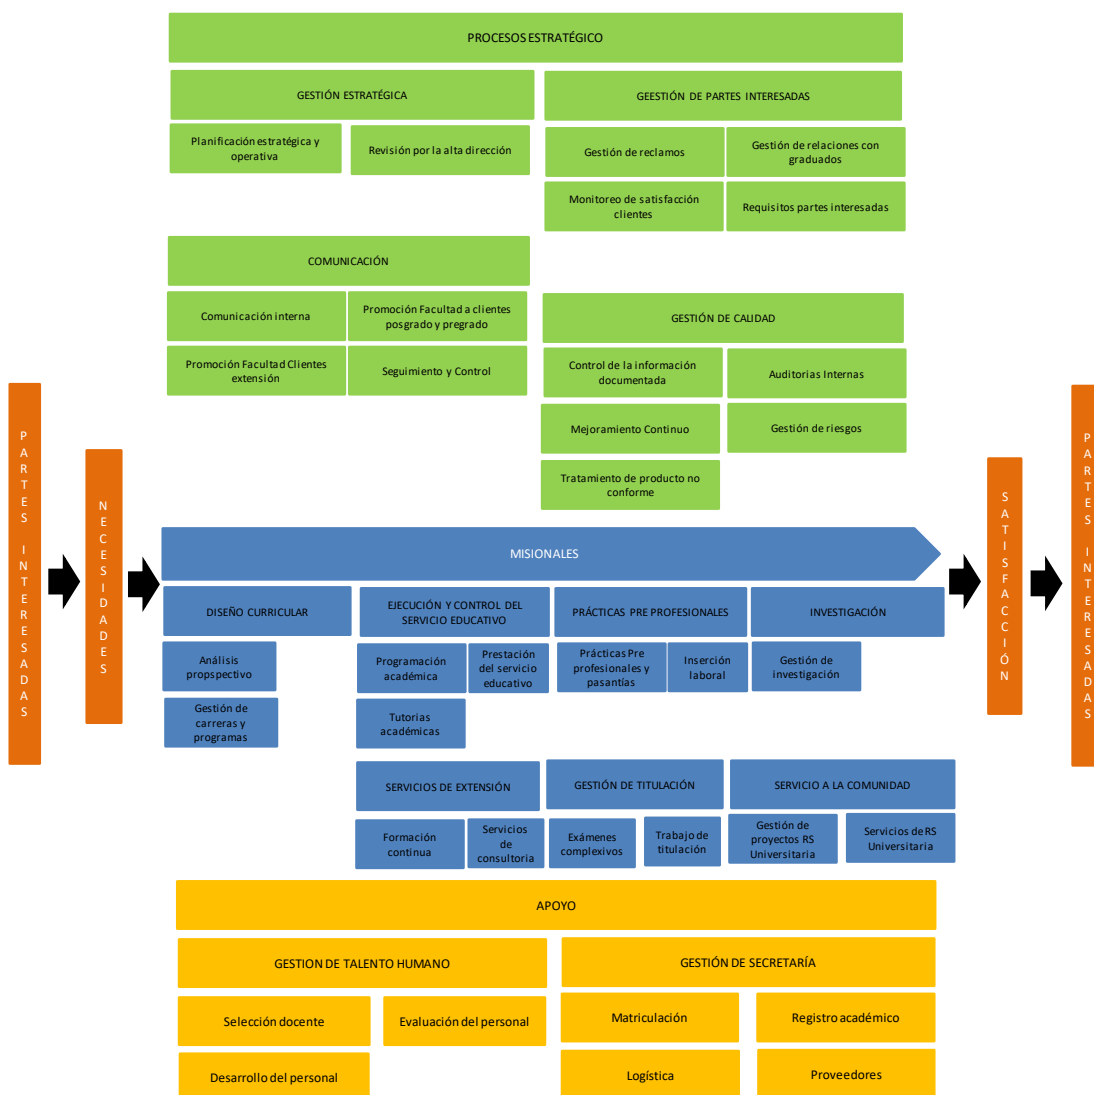 PROCESOS ESTRATÉGICO
GESTIÓN ESTRATÉGICA
GEESTIÓN DE PARTES INTERESADAS
Planificación estratégica y
operativa
Revisión por la alta dirección
Gestión de reclamos
Gestión de relaciones con
graduados
Monitoreo de satisfacción
clientes
Requisitos partes interesadas
COMUNICACIÓN
Comunicación interna
Promoción Facultad a clientes
posgrado y pregrado
Promoción Facultad Clientes
extensión
Seguimiento y Control
GESTIÓN DE CALIDAD
Control de la información
documentada
Auditorias Internas
Mejoramiento Continuo
Gestión de riesgos
Tratamiento de producto no
conforme
PARTES INTERESADAS
NECESIDADES
MISIONALES
DISEÑO CURRICULAR
EJECUCIÓN Y CONTROL DEL
SERVICIO EDUCATIVO
PRÁCTICAS PRE PROFESIONALES
INVESTIGACIÓN
Análisis
propspectivo
Gestión de
carreras y
programas
Programación
académica
Prestación
del servicio
educativo
Tutorias
académicas
Prácticas Pre
profesionales y
pasantías
Inserción
laboral
Gestión de
investigación
SERVICIOS DE EXTENSIÓN
GESTIÓN DE TITULACIÓN
SERVICIO A LA COMUNIDAD
Formación
continua
Servicios
de
consultoria
Exámenes
complexivos
Trabajo de
titulación
Gestión de
proyectos RS
Universitaria
Servicios de RS
Universitaria
SATISFACCIÓN
PARTES INTERESADAS
APOYO
GESTION DE TALENTO HUMANO
GESTIÓN DE SECRETARÍA
Selección docente
Evaluación del personal
Matriculación
Registro académico
Desarrollo del personal
Logística
Proveedores